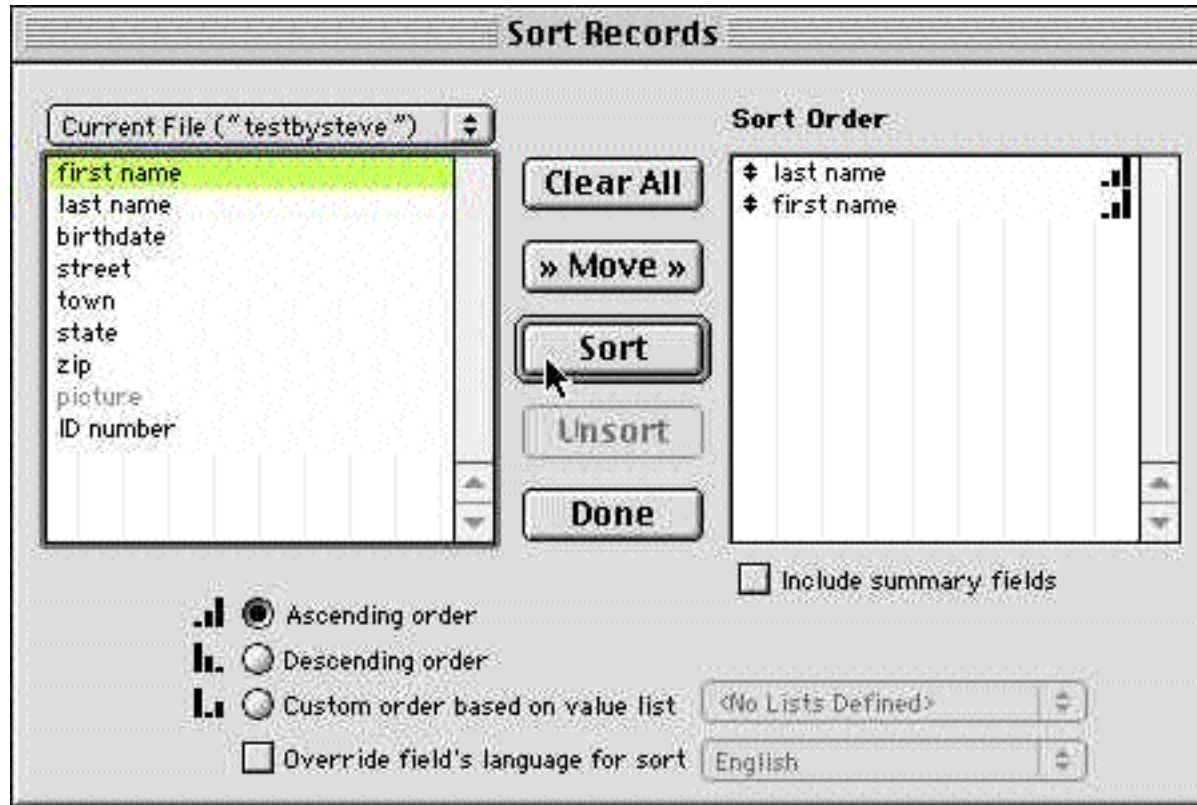 Sort Records
Current File ("testbysteve")
first name
last name
birthdate
street
town
state
zip
picture
ID number
Clear All
» Move »
Sort
Unsort
Done
Sort Order
last name
first name
Include summary fields
Ascending order
Descending order
Custom order based on value list
<No Lists Defined>
Override field's language for sort
English